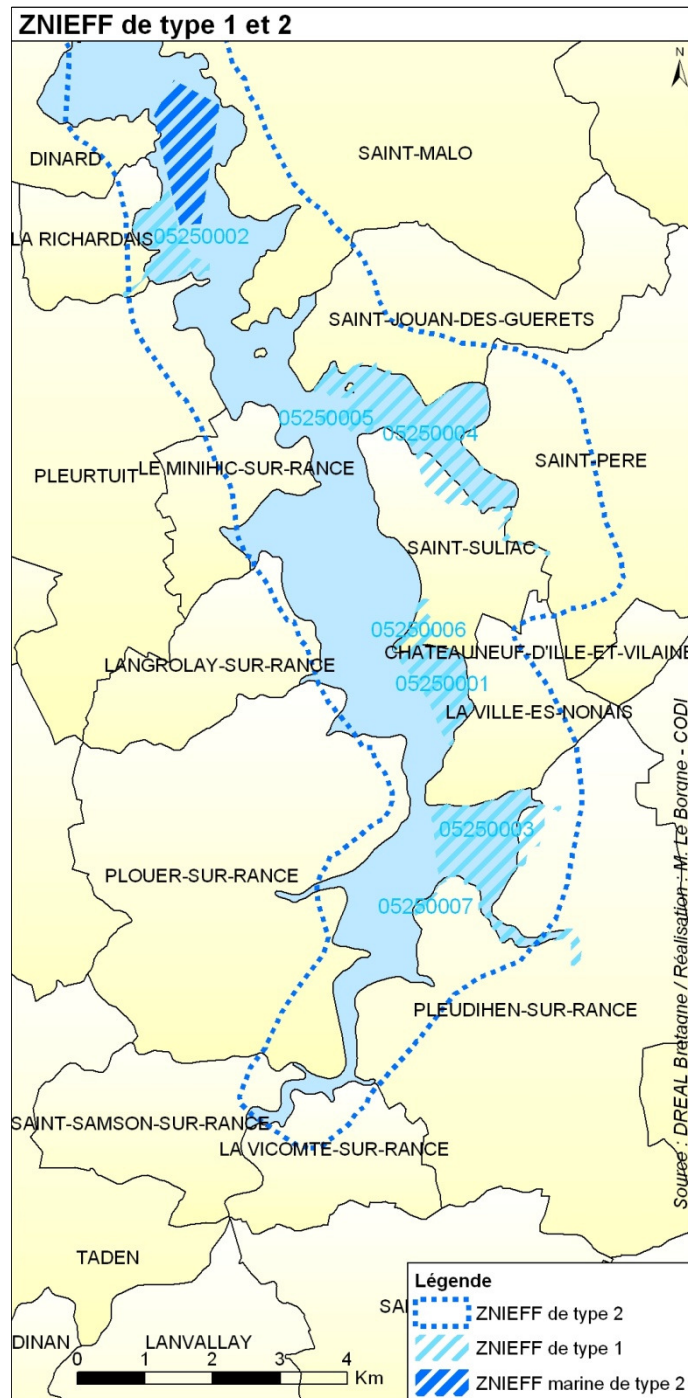 ZNIEFF de type 1 et 2
N
SAINT-MALO
DINARD
LA RICHARDAIS
05250002
SAINT-JOUAN-DES-GUERETS
05250005
05250004
SAINT-PERE
LE MINIHIC-SUR-RANCE
PLEURTUIT
SAINT-SULIAC
05250006
CHATEAUNEUF-D'ILLE-ET-VILAINE
LANGROLAY-SUR-RANCE
05250001
LA VILLE-ES-NONAIS
05250003
PLOUER-SUR-RANCE
05250007
PLEUDIHEN-SUR-RANCE
SAINT-SAMSON-SUR-RANCE
LA VICOMTE-SUR-RANCE
TADEN
DINAN
LANVALLAY
0 1 2 4
Km
Légende
ZNIEFF de type 2
ZNIEFF de type 1
ZNIEFF marine de type 2
Source : DREAL Bretagne / Réalisation : M. Le Borgne - CODI